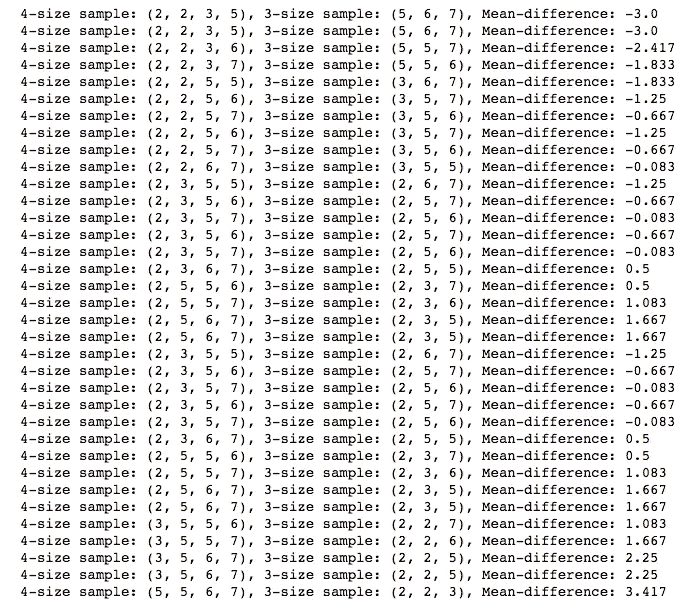 4-size sample: (2, 2, 3, 5), 3-size sample: (5, 6, 7), Mean-difference: -3.0
4-size sample: (2, 2, 3, 5), 3-size sample: (5, 6, 7), Mean-difference: -3.0
4-size sample: (2, 2, 3, 6), 3-size sample: (5, 5, 7), Mean-difference: -2.417
4-size sample: (2, 2, 3, 7), 3-size sample: (5, 5, 6), Mean-difference: -1.833
4-size sample: (2, 2, 5, 5), 3-size sample: (3, 6, 7), Mean-difference: -1.833
4-size sample: (2, 2, 5, 6), 3-size sample: (3, 5, 7), Mean-difference: -1.25
4-size sample: (2, 2, 5, 7), 3-size sample: (3, 5, 6), Mean-difference: -0.667
4-size sample: (2, 2, 5, 6), 3-size sample: (3, 5, 7), Mean-difference: -1.25
4-size sample: (2, 2, 5, 7), 3-size sample: (3, 5, 6), Mean-difference: -0.667
4-size sample: (2, 2, 6, 7), 3-size sample: (3, 5, 5), Mean-difference: -0.083
4-size sample: (2, 3, 5, 5), 3-size sample: (2, 6, 7), Mean-difference: -1.25
4-size sample: (2, 3, 5, 6), 3-size sample: (2, 5, 7), Mean-difference: -0.667
4-size sample: (2, 3, 5, 7), 3-size sample: (2, 5, 6), Mean-difference: -0.083
4-size sample: (2, 3, 5, 6), 3-size sample: (2, 5, 7), Mean-difference: -0.667
4-size sample: (2, 3, 5, 7), 3-size sample: (2, 5, 6), Mean-difference: -0.083
4-size sample: (2, 3, 6, 7), 3-size sample: (2, 5, 5), Mean-difference: 0.5
4-size sample: (2, 5, 5, 6), 3-size sample: (2, 3, 7), Mean-difference: 0.5
4-size sample: (2, 5, 5, 7), 3-size sample: (2, 3, 6), Mean-difference: 1.083
4-size sample: (2, 5, 6, 7), 3-size sample: (2, 3, 5), Mean-difference: 1.667
4-size sample: (2, 5, 6, 7), 3-size sample: (2, 3, 5), Mean-difference: 1.667
4-size sample: (2, 3, 5, 5), 3-size sample: (2, 6, 7), Mean-difference: -1.25
4-size sample: (2, 3, 5, 6), 3-size sample: (2, 5, 7), Mean-difference: -0.667
4-size sample: (2, 3, 5, 7), 3-size sample: (2, 5, 6), Mean-difference: -0.083
4-size sample: (2, 3, 5, 6), 3-size sample: (2, 5, 7), Mean-difference: -0.667
4-size sample: (2, 3, 5, 7), 3-size sample: (2, 5, 6), Mean-difference: -0.083
4-size sample: (2, 3, 6, 7), 3-size sample: (2, 5, 5), Mean-difference: 0.5
4-size sample: (2, 5, 5, 6), 3-size sample: (2, 3, 7), Mean-difference: 0.5
4-size sample: (2, 5, 5, 7), 3-size sample: (2, 3, 6), Mean-difference: 1.083
4-size sample: (2, 5, 6, 7), 3-size sample: (2, 3, 5), Mean-difference: 1.667
4-size sample: (2, 5, 6, 7), 3-size sample: (2, 3, 5), Mean-difference: 1.667
4-size sample: (3, 5, 5, 6), 3-size sample: (2, 2, 7), Mean-difference: 1.083
4-size sample: (3, 5, 5, 7), 3-size sample: (2, 2, 6), Mean-difference: 1.667
4-size sample: (3, 5, 6, 7), 3-size sample: (2, 2, 5), Mean-difference: 2.25
4-size sample: (3, 5, 6, 7), 3-size sample: (2, 2, 5), Mean-difference: 2.25
4-size sample: (5, 5, 6, 7), 3-size sample: (2, 2, 3), Mean-difference: 3.417